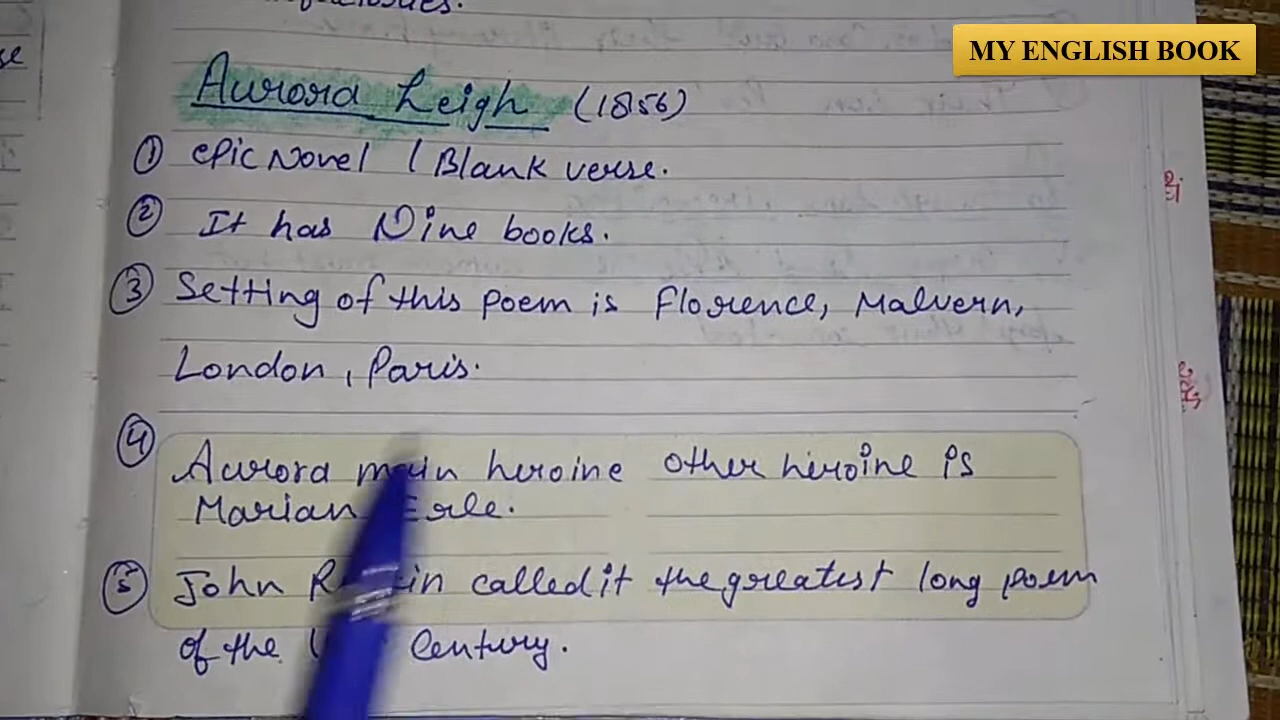 MY ENGLISH BOOK
Aurora Leigh (1856)
① epic Novel / Blank verse.
② It has Nine books.
③ Setting of this poem is Florence, Malvern,
London, Paris.
④ Aurora main heroine other heroine is
Marian Erle.
⑤ John called it the greatest long poem
of the Century.